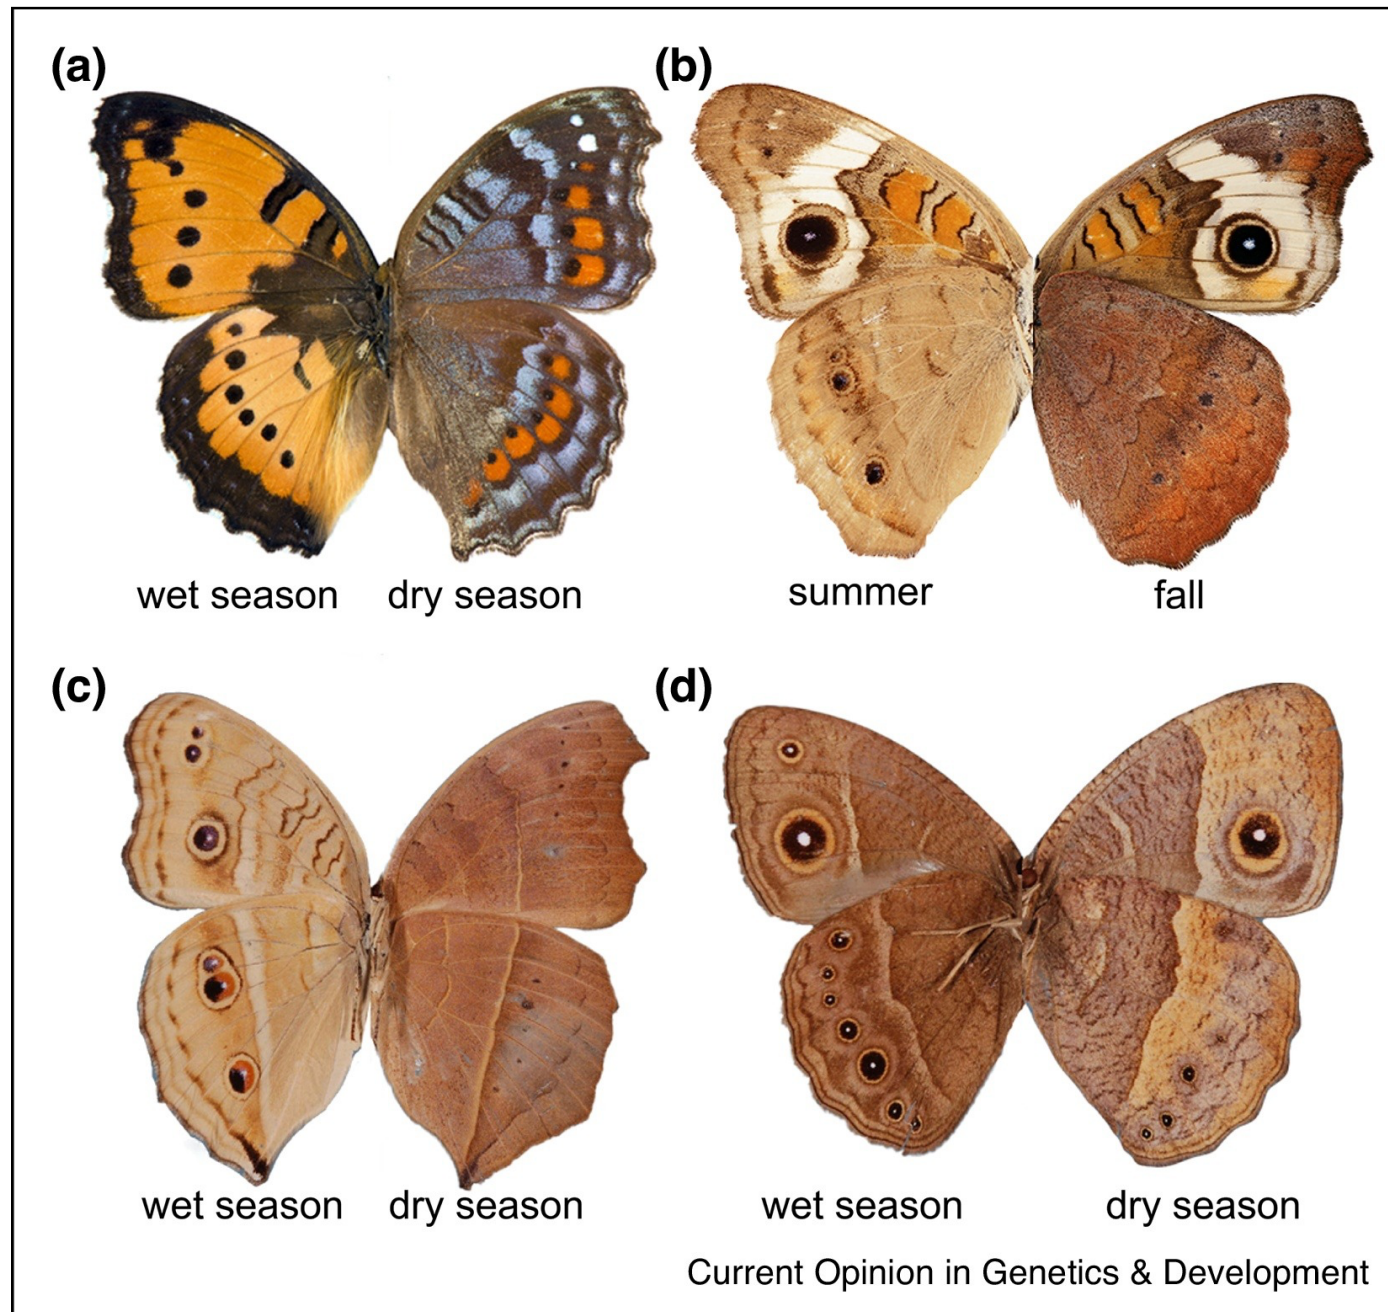 (a)
(b)
wet season
dry season
summer
fall
(c)
(d)
wet season
dry season
wet season
dry season
Current Opinion in Genetics & Development